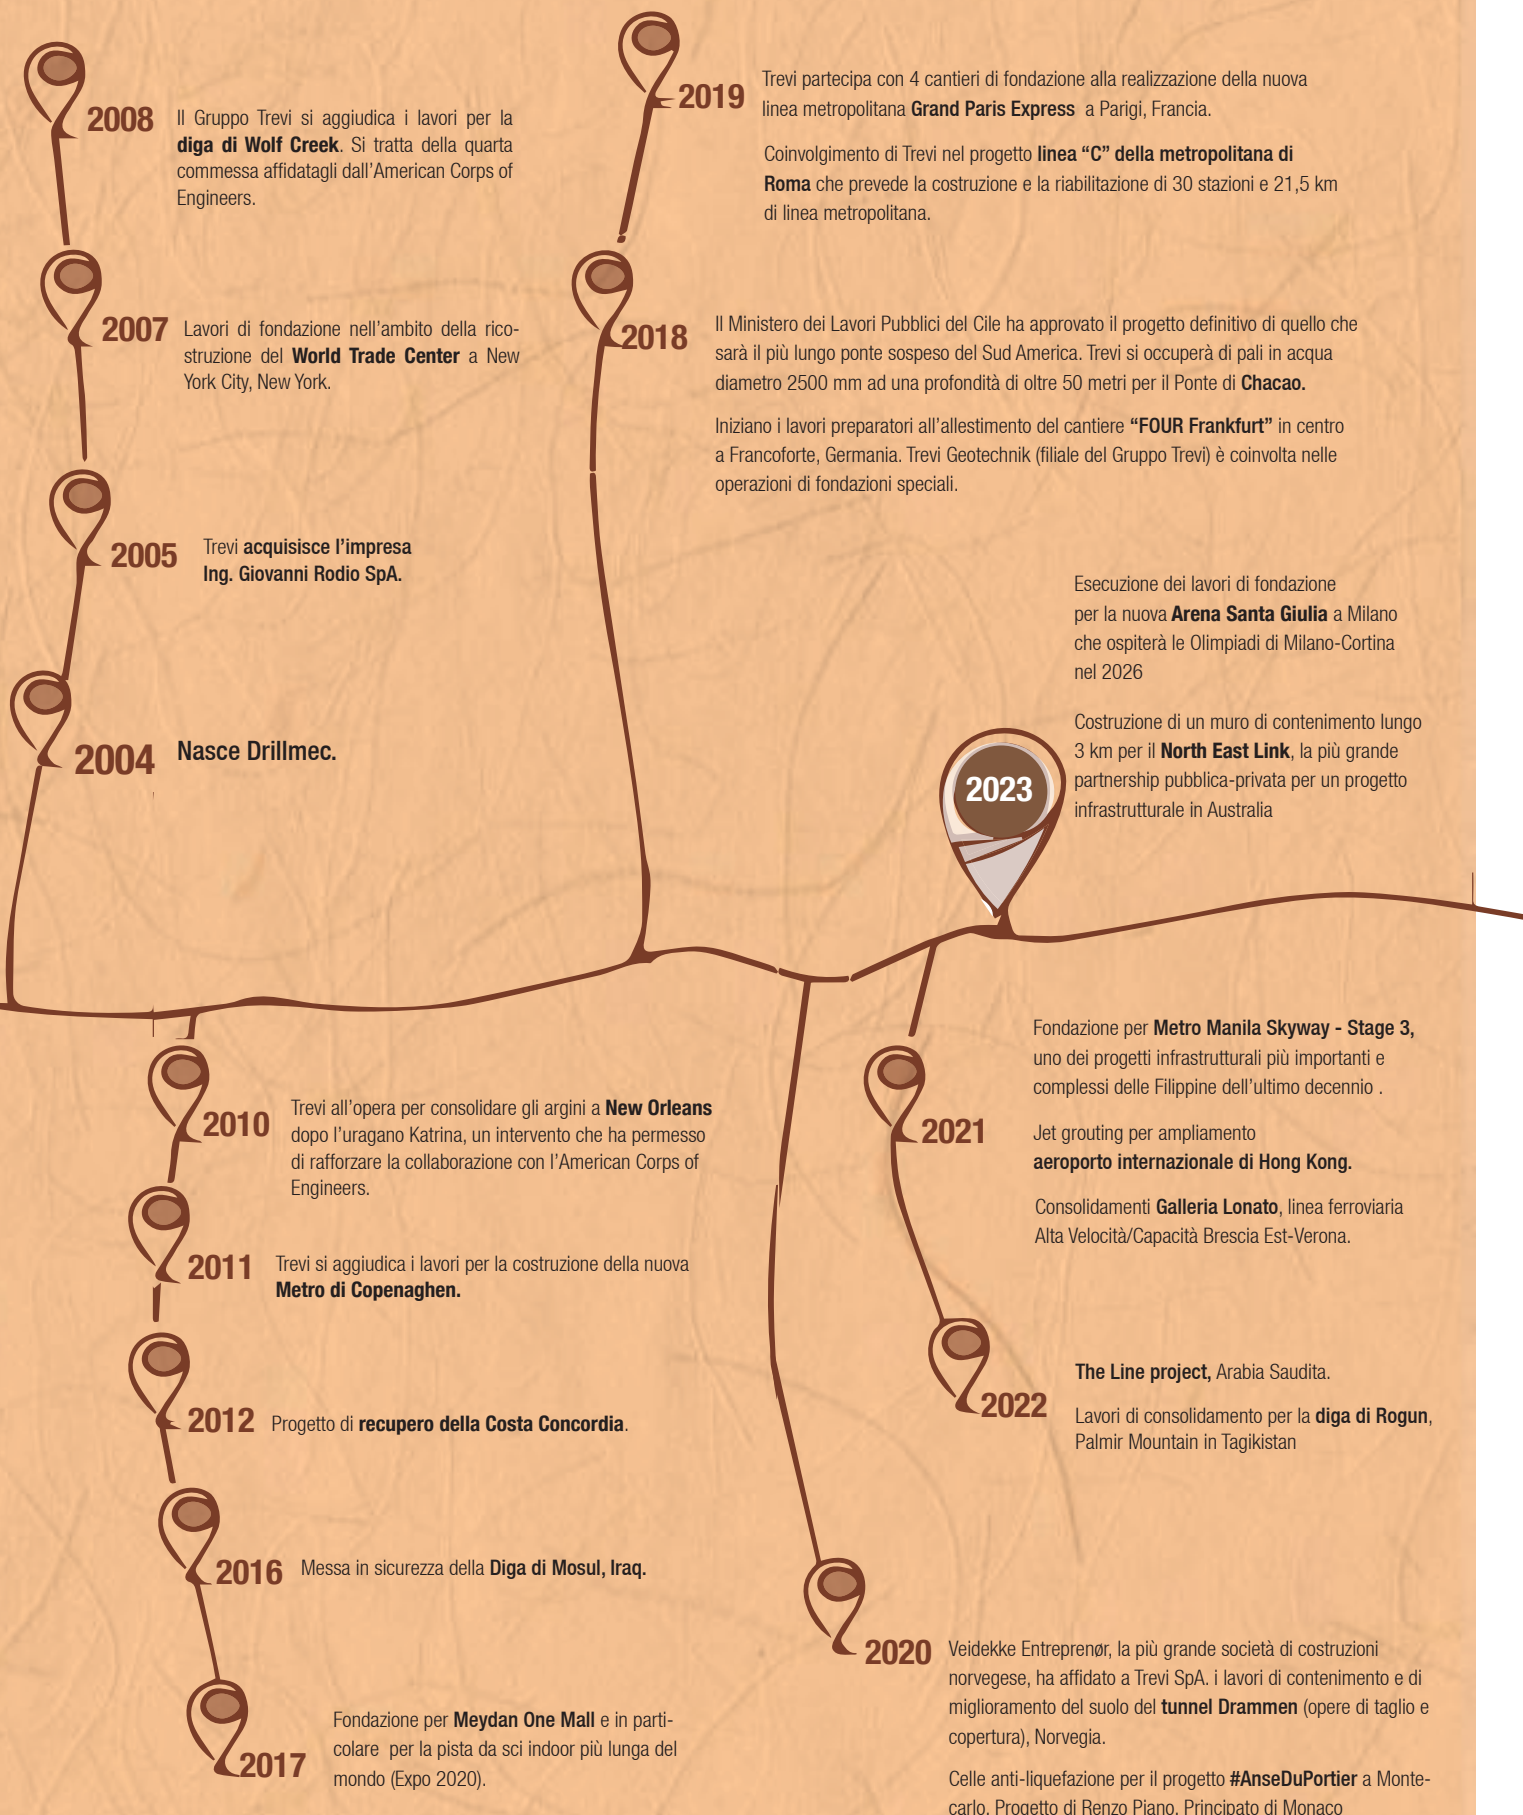 2008
Il Gruppo Trevi si aggiudica i lavori per la
diga di Wolf Creek. Si tratta della quarta
commessa affidatagli dall'American Corps of
Engineers.
2007
Lavori di fondazione nell'ambito della rico-
struzione del World Trade Center a New
York City, New York.
2005
Trevi acquisisce l'impresa
Ing. Giovanni Rodio SpA.
2004
Nasce Drillmec.
2019
Trevi partecipa con 4 cantieri di fondazione alla realizzazione della nuova
linea metropolitana Grand Paris Express a Parigi, Francia.
Coinvolgimento di Trevi nel progetto linea “C” della metropolitana di
Roma che prevede la costruzione e la riabilitazione di 30 stazioni e 21,5 km
di linea metropolitana.
2018
Il Ministero dei Lavori Pubblici del Cile ha approvato il progetto definitivo di quello che
sarà il più lungo ponte sospeso del Sud America. Trevi si occuperà di pali in acqua
diametro 2500 mm ad una profondità di oltre 50 metri per il Ponte di Chacao.
Iniziano i lavori preparatori all'allestimento del cantiere “FOUR Frankfurt” in centro
a Francoforte, Germania. Trevi Geotechnik (filiale del Gruppo Trevi) è coinvolta nelle
operazioni di fondazioni speciali.
2023
Esecuzione dei lavori di fondazione
per la nuova Arena Santa Giulia a Milano
che ospiterà le Olimpiadi di Milano-Cortina
nel 2026
Costruzione di un muro di contenimento lungo
3 km per il North East Link, la più grande
partnership pubblica-privata per un progetto
infrastrutturale in Australia
2010
Trevi all'opera per consolidare gli argini a New Orleans
dopo l'uragano Katrina, un intervento che ha permesso
di rafforzare la collaborazione con l'American Corps of
Engineers.
2011
Trevi si aggiudica i lavori per la costruzione della nuova
Metro di Copenaghen.
2012
Progetto di recupero della Costa Concordia.
2016
Messa in sicurezza della Diga di Mosul, Iraq.
2017
Fondazione per Meydan One Mall e in parti-
colare per la pista da sci indoor più lunga del
mondo (Expo 2020).
2021
Fondazione per Metro Manila Skyway - Stage 3,
uno dei progetti infrastrutturali più importanti e
complessi delle Filippine dell'ultimo decennio .
Jet grouting per ampliamento
aeroporto internazionale di Hong Kong.
Consolidamenti Galleria Lonato, linea ferroviaria
Alta Velocità/Capacità Brescia Est-Verona.
2022
The Line project, Arabia Saudita.
Lavori di consolidamento per la diga di Rogun,
Palmir Mountain in Tagikistan
2020
Veidekke Entreprenør, la più grande società di costruzioni
norvegese, ha affidato a Trevi SpA. i lavori di contenimento e di
miglioramento del suolo del tunnel Drammen (opere di taglio e
copertura), Norvegia.
Celle anti-liquefazione per il progetto #AnseDuPortier a Monte-
carlo. Progetto di Renzo Piano. Principato di Monaco